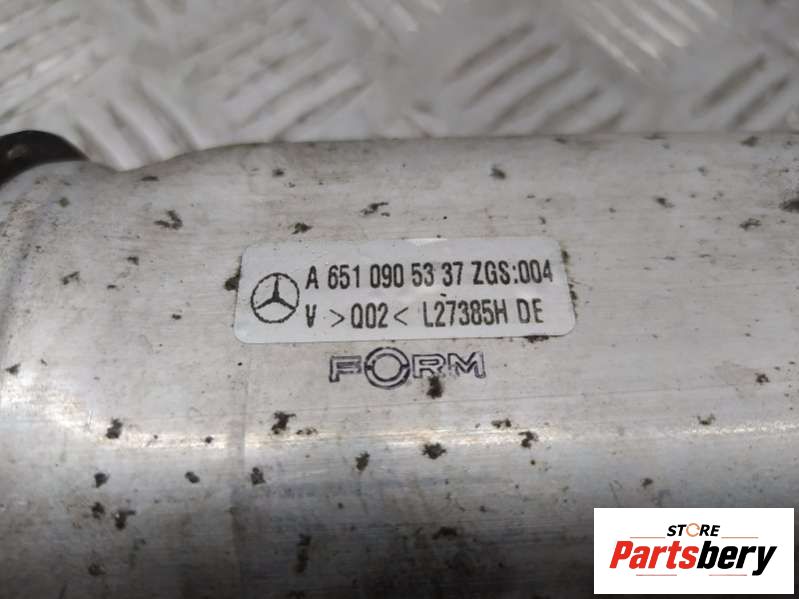 A 651 090 53 37 ZGS:004
V >Q02< L27385H DE
FORM
STORE
Partsbery